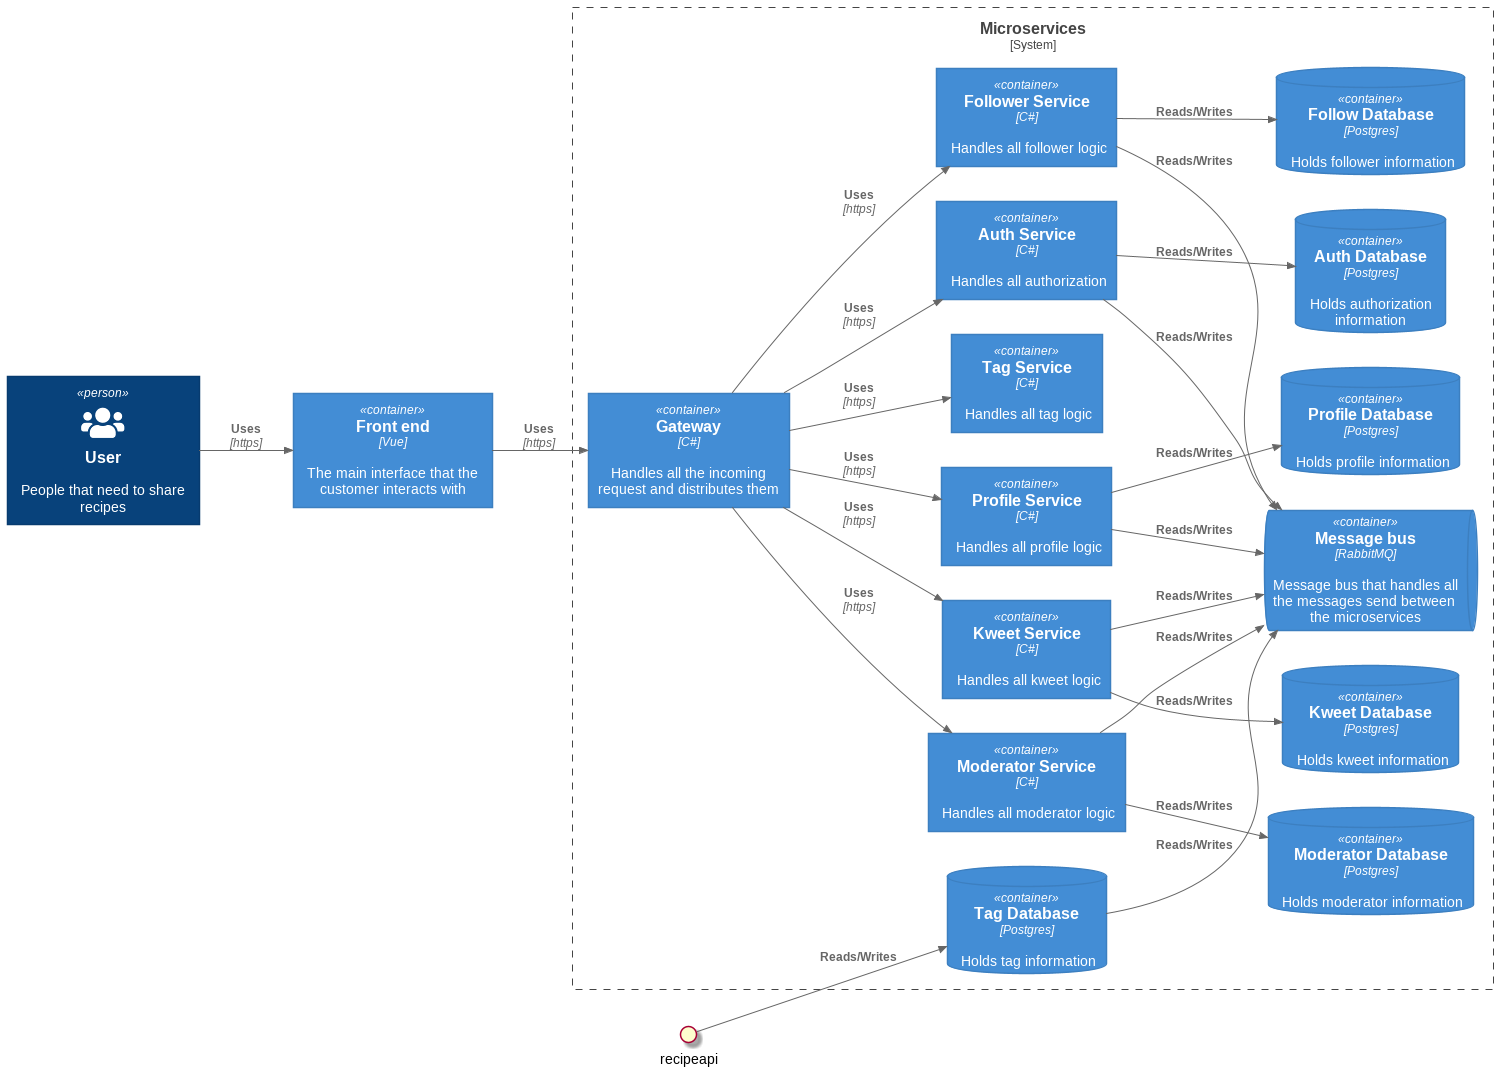 Microservices
[System]
«person»
User
People that need to share
recipes
Uses
[https]
«container»
Front end
[Vue]
The main interface that the
customer interacts with
Uses
[https]
«container»
Gateway
[C#]
Handles all the incoming
request and distributes them
Uses
[https]
Uses
[https]
Uses
[https]
Uses
[https]
Uses
[https]
Uses
[https]
«container»
Follower Service
[C#]
Handles all follower logic
«container»
Auth Service
[C#]
Handles all authorization
«container»
Tag Service
[C#]
Handles all tag logic
«container»
Profile Service
[C#]
Handles all profile logic
«container»
Kweet Service
[C#]
Handles all kweet logic
«container»
Moderator Service
[C#]
Handles all moderator logic
«container»
Tag Database
[Postgres]
Holds tag information
Reads/Writes
Reads/Writes
Reads/Writes
Reads/Writes
Reads/Writes
Reads/Writes
Reads/Writes
Reads/Writes
Reads/Writes
Reads/Writes
Reads/Writes
«container»
Follow Database
[Postgres]
Holds follower information
«container»
Auth Database
[Postgres]
Holds authorization
information
«container»
Profile Database
[Postgres]
Holds profile information
«container»
Message bus
[RabbitMQ]
Message bus that handles all
the messages send between
the microservices
«container»
Kweet Database
[Postgres]
Holds kweet information
«container»
Moderator Database
[Postgres]
Holds moderator information
Reads/Writes
recipeapi